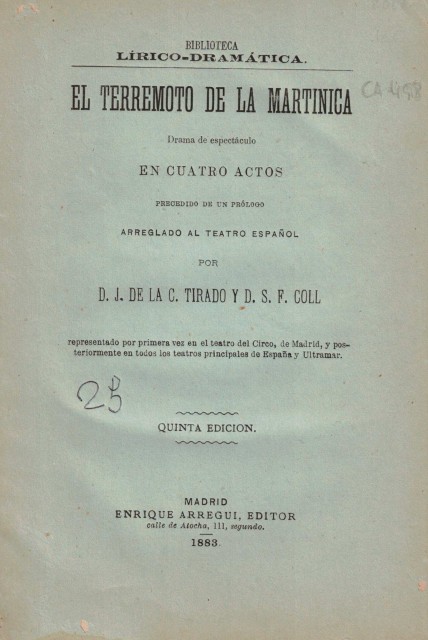 BIBLIOTECA
LÍRICO-DRAMÁTICA.
EL TERREMOTO DE LA MARTINICA
Drama de espectáculo
EN CUATRO ACTOS
PRECEDIDO DE UN PRÓLOGO
ARREGLADO AL TEATRO ESPAÑOL
POR
D. J. DE LA C. TIRADO Y D. S. F. COLL
representado por primera vez en el teatro del Circo, de Madrid, y pos-
teriormente en todos los teatros principales de España y Ultramar.
QUINTA EDICION.
MADRID
ENRIQUE ARREGUI, EDITOR
calle de Atocha, 111, segundo.
1883.